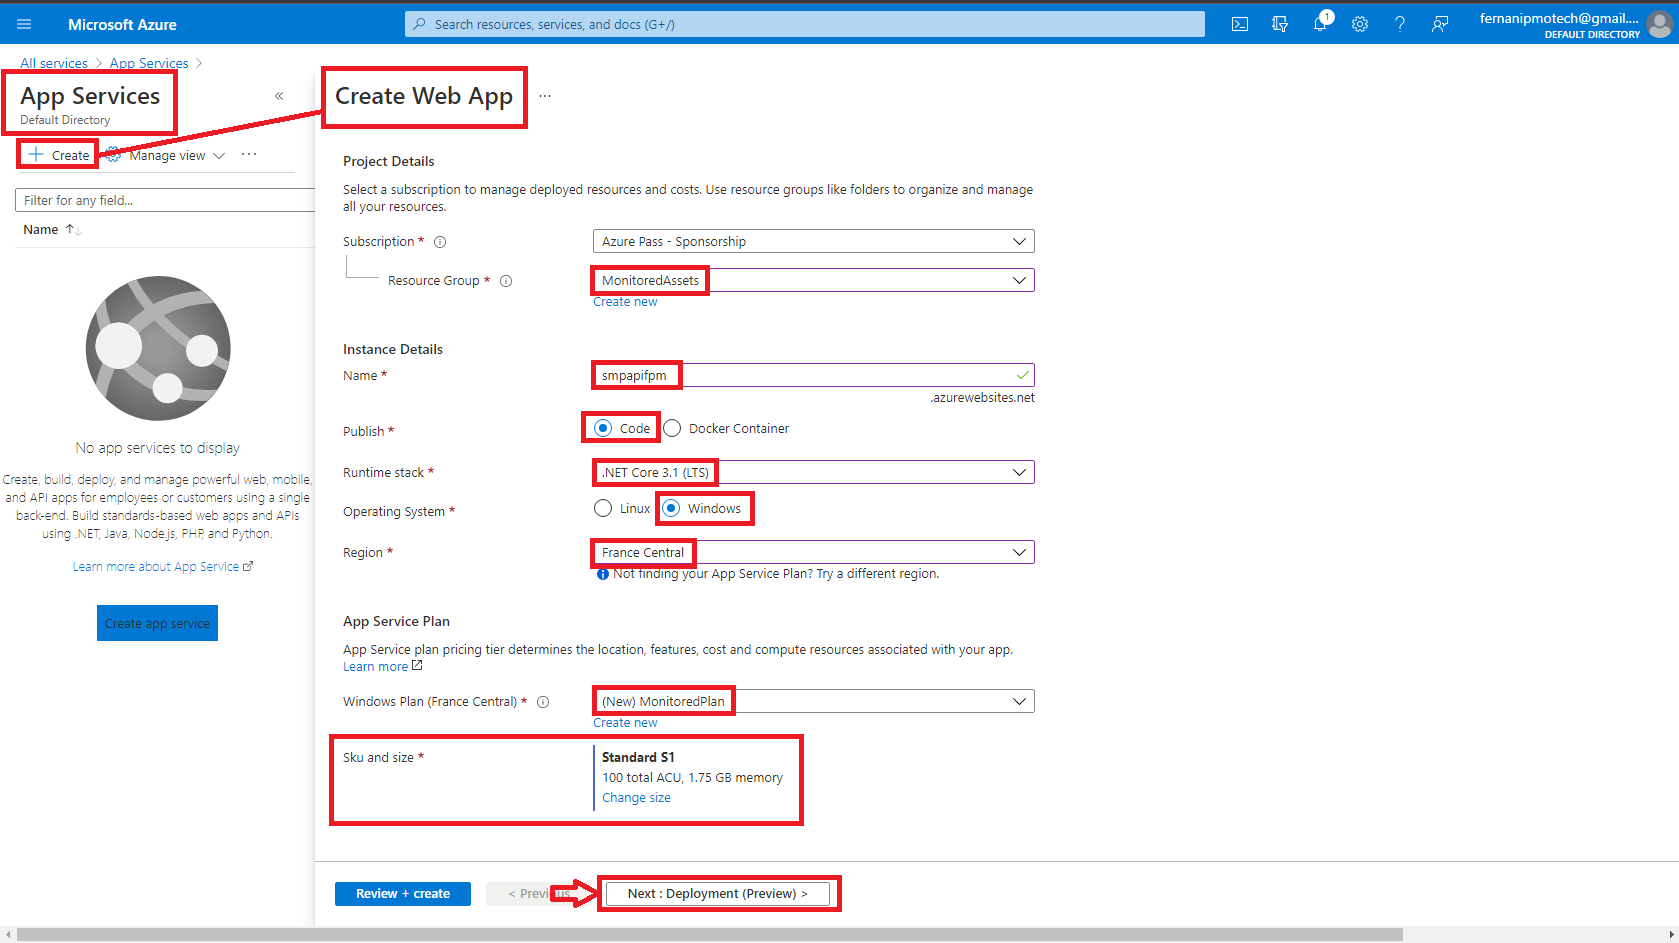 Microsoft Azure
Search resources, services, and docs (G+/)
1
fernanipmotech@gmail....
DEFAULT DIRECTORY
All services > App Services >
App Services
Default Directory
«
+ Create
Manage view
...
Filter for any field...
Name ↑↓
No app services to display
Create, build, deploy, and manage powerful web, mobile,
and API apps for employees or customers using a single
back-end. Build standards-based web apps and APIs
using .NET, Java, Node.js, PHP, and Python.
Learn more about App Service
Create app service
Create Web App
...
Project Details
Select a subscription to manage deployed resources and costs. Use resource groups like folders to organize and manage
all your resources.
Subscription *
Azure Pass - Sponsorship
Resource Group *
MonitoredAssets
Create new
Instance Details
Name *
smpapifpm
.azurewebsites.net
Publish *
Code
Docker Container
Runtime stack *
.NET Core 3.1 (LTS)
Operating System *
Linux
Windows
Region *
France Central
Not finding your App Service Plan? Try a different region.
App Service Plan
App Service plan pricing tier determines the location, features, cost and compute resources associated with your app.
Learn more
Windows Plan (France Central) *
(New) MonitoredPlan
Create new
Sku and size *
Standard S1
100 total ACU, 1.75 GB memory
Change size
Review + create
< Previous
Next : Deployment (Preview) >